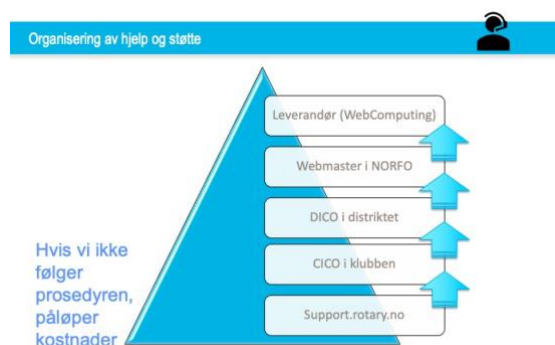 Organisering av hjelp og støtte
Leverandør (WebComputing)
Webmaster i NORFO
DICO i distriktet
CICO i klubben
Support.rotary.no
Hvis vi ikke
følger
prosedyren,
påløper
kostnader